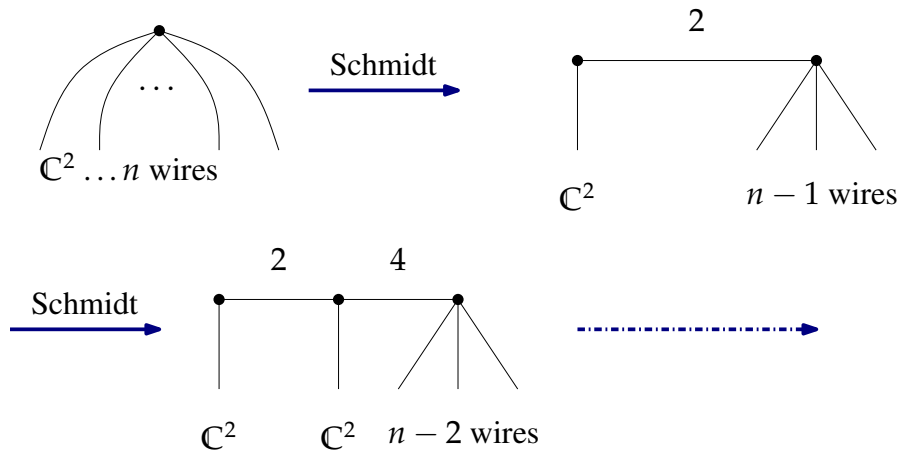 2
Schmidt
…
ℂ² … n wires
ℂ²
n − 1 wires
2
4
Schmidt
ℂ²
ℂ²
n − 2 wires